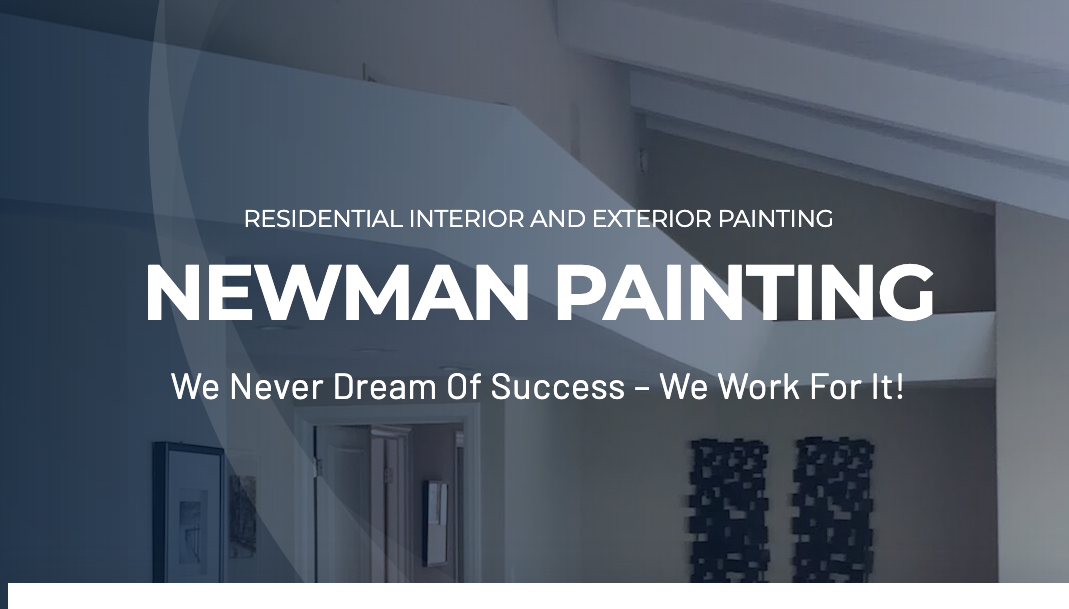 RESIDENTIAL INTERIOR AND EXTERIOR PAINTING
NEWMAN PAINTING
We Never Dream Of Success – We Work For It!